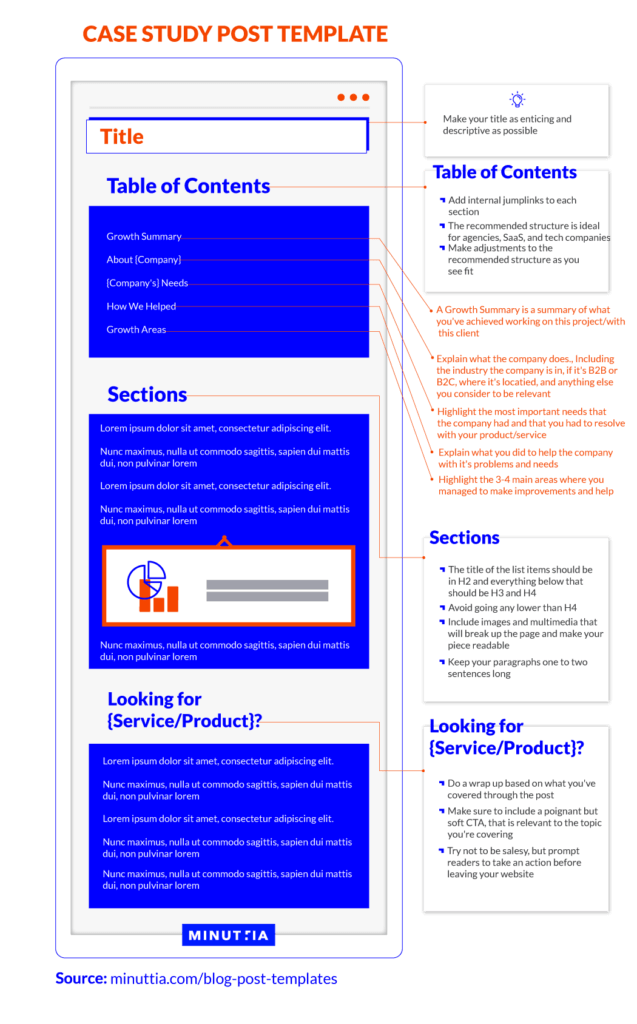 CASE STUDY POST TEMPLATE
Title
Make your title as enticing and
descriptive as possible
Table of Contents
Growth Summary
About {Company}
{Company's} Needs
How We Helped
Growth Areas
Table of Contents
Add internal jumplinks to each
section
The recommended structure is ideal
for agencies, SaaS, and tech companies
Make adjustments to the
recommended structure as you
see fit
A Growth Summary is a summary of what
you've achieved working on this project/with
this client
Explain what the company does., Including
the industry the company is in, if it's B2B or
B2C, where it's locatied, and anything else
you consider to be relevant
Highlight the most important needs that
the company had and that you had to resolve
with your product/service
Explain what you did to help the company
with it's problems and needs
Highlight the 3-4 main areas where you
managed to make improvements and help
Sections
Lorem ipsum dolor sit amet, consectetur adipiscing elit.
Nunc maximus, nulla ut commodo sagittis, sapien dui mattis
dui, non pulvinar lorem
Lorem ipsum dolor sit amet, consectetur adipiscing elit.
Nunc maximus, nulla ut commodo sagittis, sapien dui mattis
dui, non pulvinar lorem
Nunc maximus, nulla ut commodo sagittis, sapien dui mattis
dui, non pulvinar lorem
Sections
The title of the list items should be
in H2 and everything below that
should be H3 and H4
Avoid going any lower than H4
Include images and multimedia that
will break up the page and make your
piece readable
Keep your paragraphs one to two
sentences long
Looking for
{Service/Product}?
Lorem ipsum dolor sit amet, consectetur adipiscing elit.
Nunc maximus, nulla ut commodo sagittis, sapien dui mattis
dui, non pulvinar lorem
Lorem ipsum dolor sit amet, consectetur adipiscing elit.
Nunc maximus, nulla ut commodo sagittis, sapien dui mattis
dui, non pulvinar lorem
Nunc maximus, nulla ut commodo sagittis, sapien dui mattis
dui, non pulvinar lorem
Looking for
{Service/Product}?
Do a wrap up based on what you've
covered through the post
Make sure to include a poignant but
soft CTA, that is relevant to the topic
you're covering
Try not to be salesy, but prompt
readers to take an action before
leaving your website
MINUTTIA
Source: minuttia.com/blog-post-templates